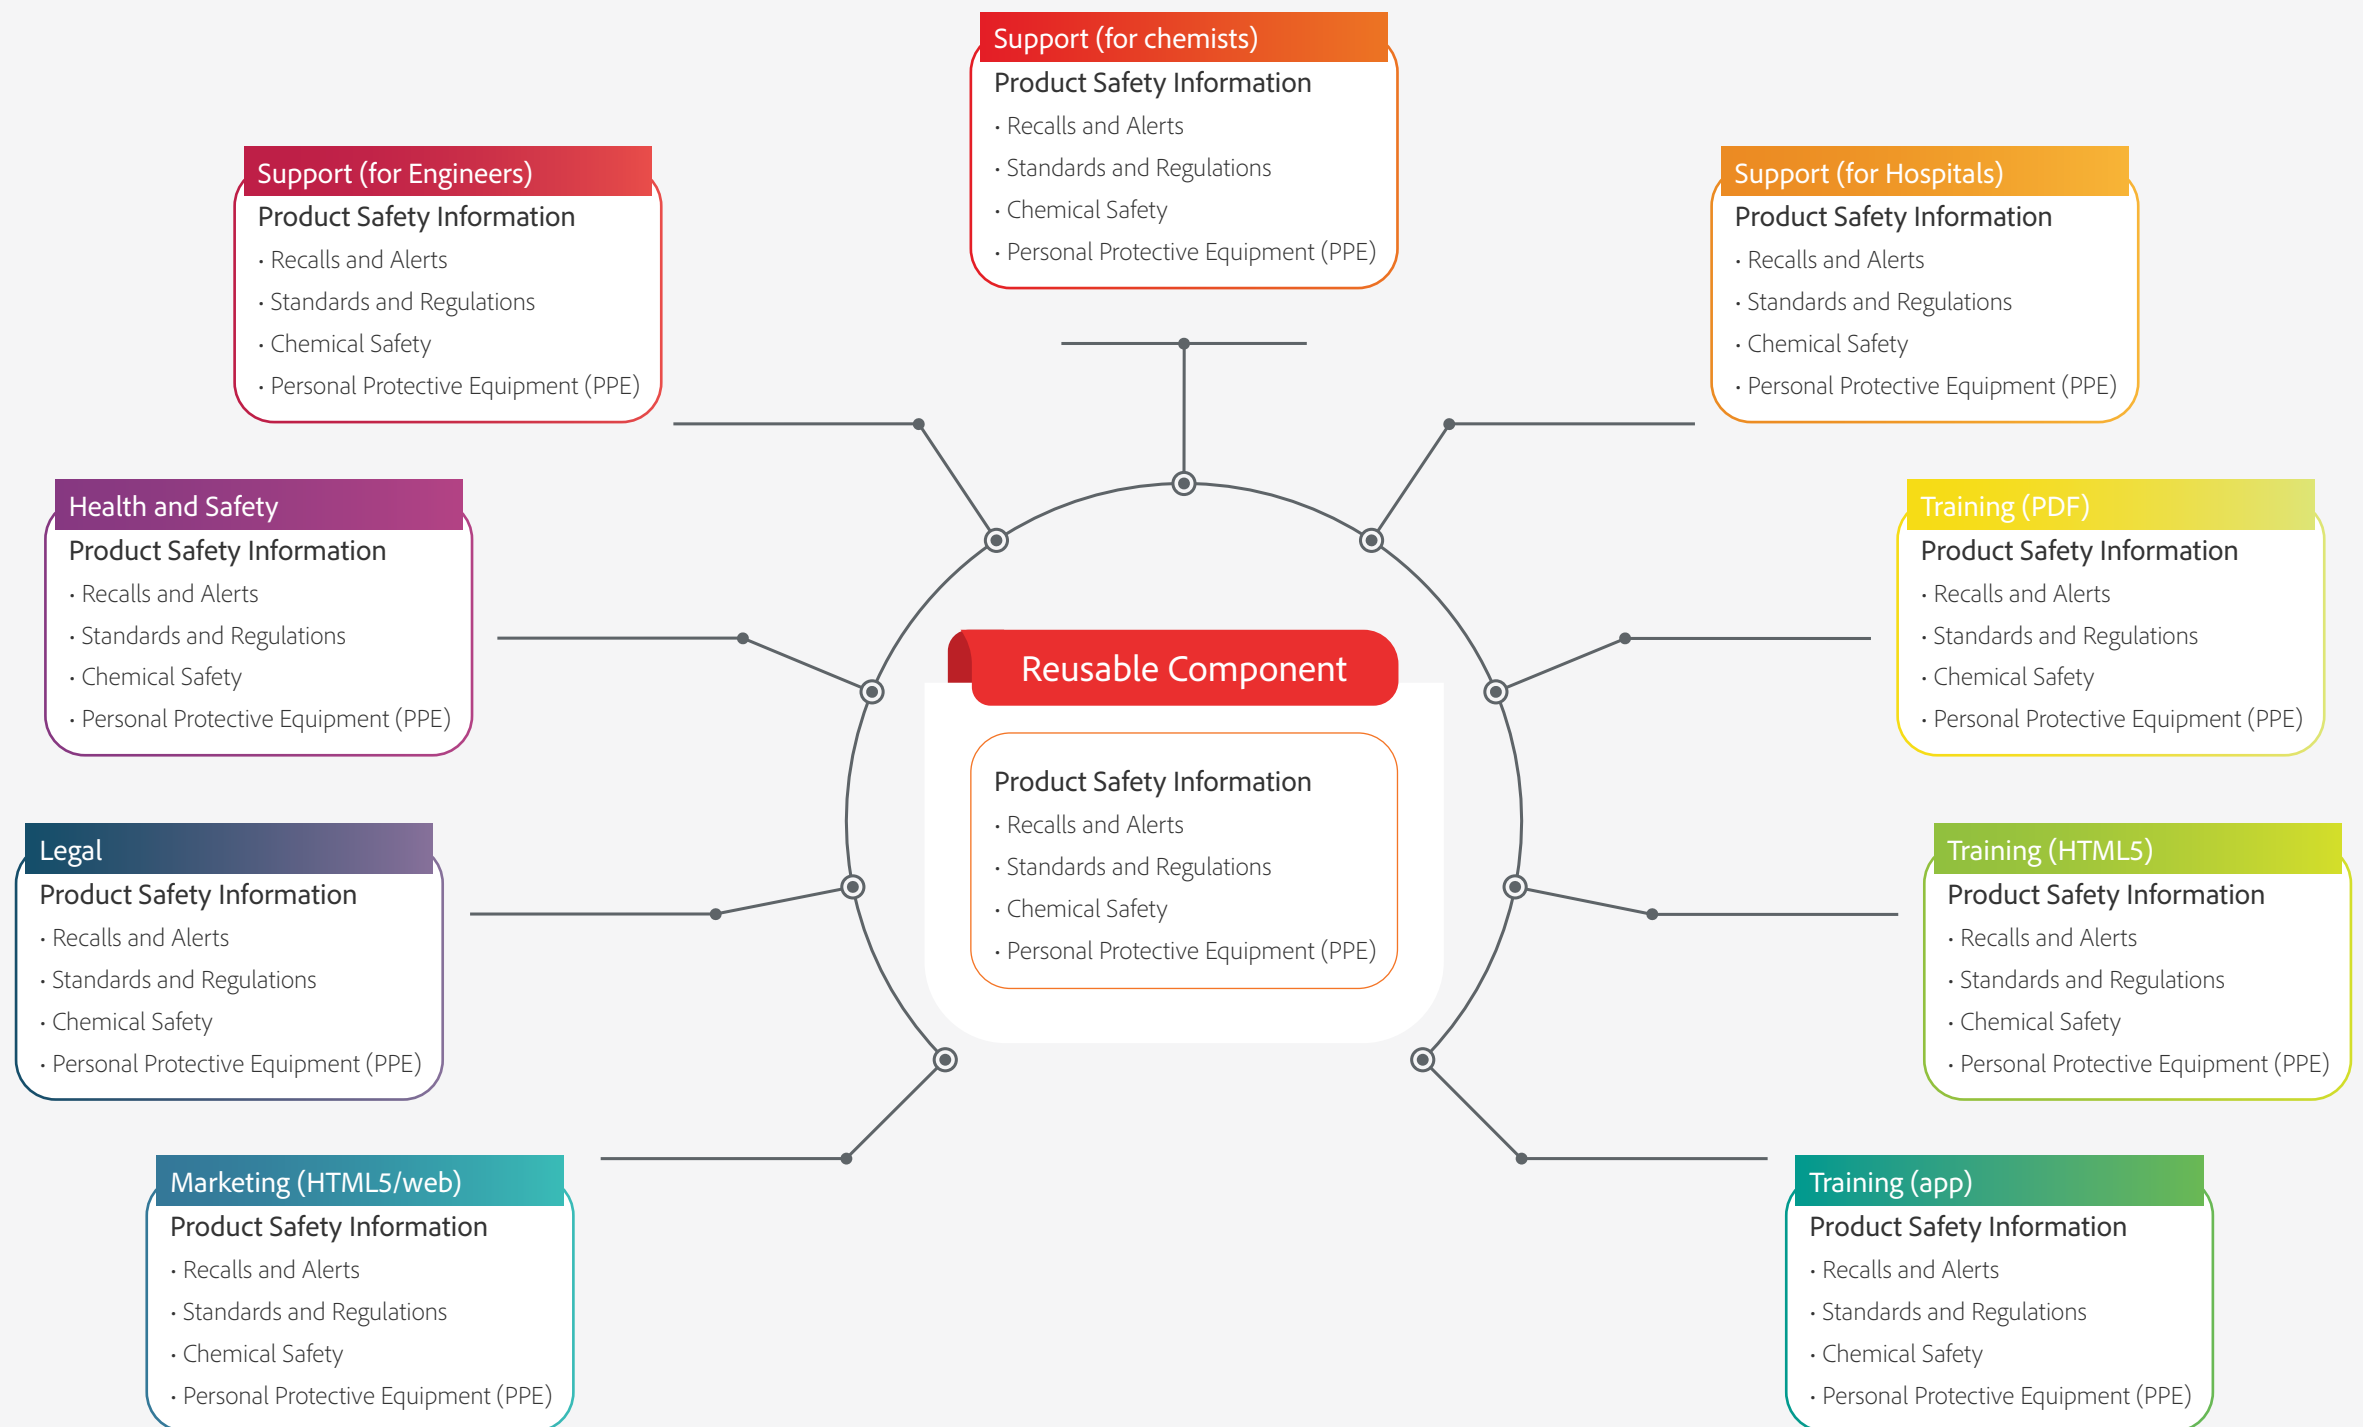 Support (for chemists)
Product Safety Information
· Recalls and Alerts
· Standards and Regulations
· Chemical Safety
· Personal Protective Equipment (PPE)
Support (for Engineers)
Product Safety Information
· Recalls and Alerts
· Standards and Regulations
· Chemical Safety
· Personal Protective Equipment (PPE)
Support (for Hospitals)
Product Safety Information
· Recalls and Alerts
· Standards and Regulations
· Chemical Safety
· Personal Protective Equipment (PPE)
Health and Safety
Product Safety Information
· Recalls and Alerts
· Standards and Regulations
· Chemical Safety
· Personal Protective Equipment (PPE)
Training (PDF)
Product Safety Information
· Recalls and Alerts
· Standards and Regulations
· Chemical Safety
· Personal Protective Equipment (PPE)
Reusable Component
Product Safety Information
· Recalls and Alerts
· Standards and Regulations
· Chemical Safety
· Personal Protective Equipment (PPE)
Legal
Product Safety Information
· Recalls and Alerts
· Standards and Regulations
· Chemical Safety
· Personal Protective Equipment (PPE)
Training (HTML5)
Product Safety Information
· Recalls and Alerts
· Standards and Regulations
· Chemical Safety
· Personal Protective Equipment (PPE)
Marketing (HTML5/web)
Product Safety Information
· Recalls and Alerts
· Standards and Regulations
· Chemical Safety
· Personal Protective Equipment (PPE)
Training (app)
Product Safety Information
· Recalls and Alerts
· Standards and Regulations
· Chemical Safety
· Personal Protective Equipment (PPE)